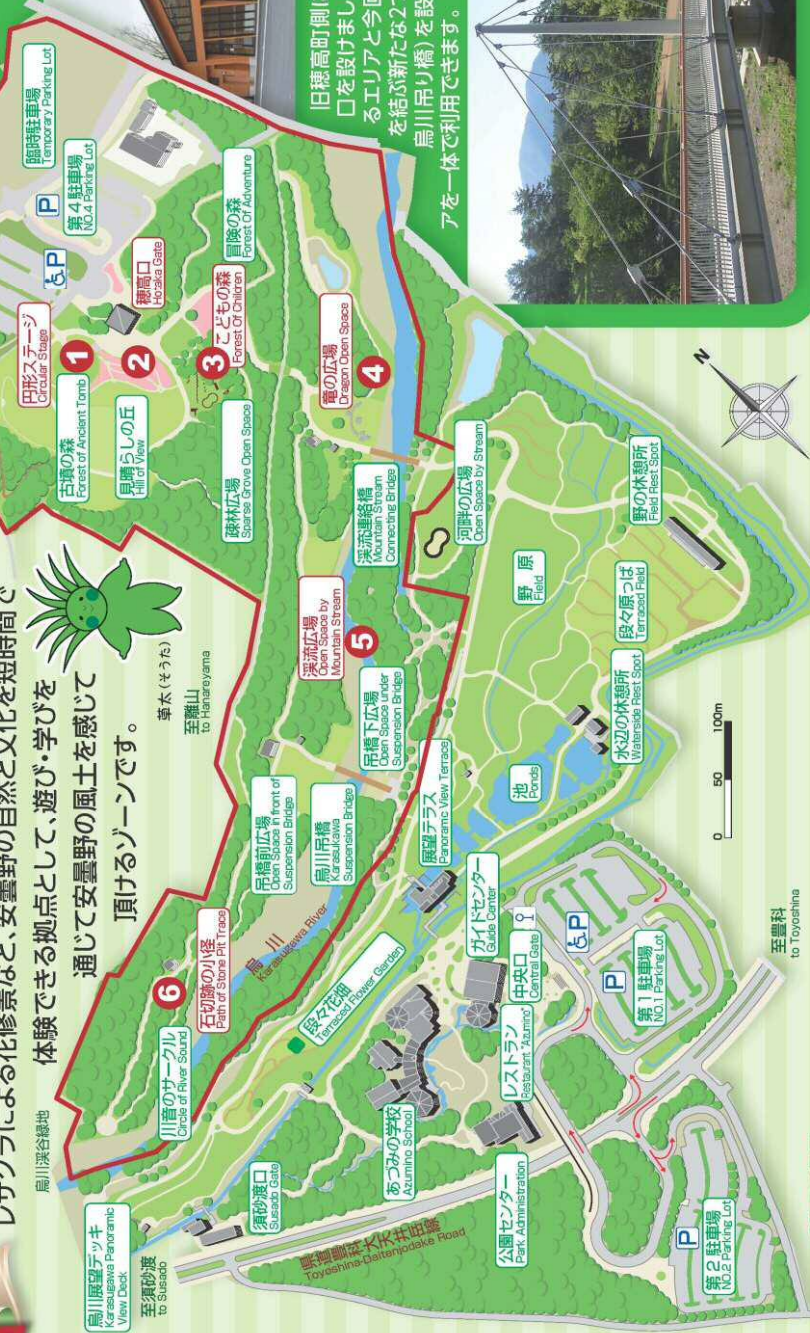 レザクラによる花修景など、安曇野の自然と文化を短時間で
体験できる拠点として、遊び・学びを
通じて安曇野の風土を感じて
頂けるゾーンです。
草太(そうた)
旧穂高町側に
口を設けまし
るエリアと今回
を結ぶ新たな2つ
烏川吊り橋)を設
アを一体で利用できます。
烏川渓谷緑地
烏川展望デッキ
Karasugawa Panoramic
View Deck
至須砂渡
to Susado
須砂渡口
Susado Gate
川音のサークル
Circle of River Sound
6
石切跡の小径
Path of Stone Pit Trace
烏川
Karasugawa River
段々花畑
Terraced Flower Garden
至離山
to Hanareyama
吊橋前広場
Open Space in front of
Suspension Bridge
烏川吊橋
Karasukawa
Suspension Bridge
吊橋下広場
Open Space under
Suspension Bridge
渓流広場
Open Space by
Mountain Stream
5
渓流連絡橋
Mountain Stream
Connecting Bridge
円形ステージ
Circular Stage
1
古墳の森
Forest of Ancient Tomb
2
見晴らしの丘
Hill of View
疎林広場
Sparse Grove Open Space
3
こどもの森
Forest Of Children
冒険の森
Forest Of Adventure
竜の広場
Dragon Open Space
4
穂高口
Hotaka Gate
P
P
第4駐車場
NO.4 Parking Lot
臨時駐車場
Temporary Parking Lot
河畔の広場
Open Space by Stream
野原
Field
野の休憩所
Field Rest Spot
段々原っぱ
Terraced Field
水辺の休憩所
Waterside Rest Spot
池
Ponds
展望テラス
Panoramic View Terrace
ガイドセンター
Guide Center
中央口
Central Gate
あづみの学校
Azumino School
レストラン
Restaurant "Azumino"
公園センター
Park Administration
県道豊科大天井岳線
Toyoshina-Daitenjodake Road
P
P
第1駐車場
NO.1 Parking Lot
P
第2駐車場
NO.2 Parking Lot
至豊科
to Toyoshina
0 50 100m
N